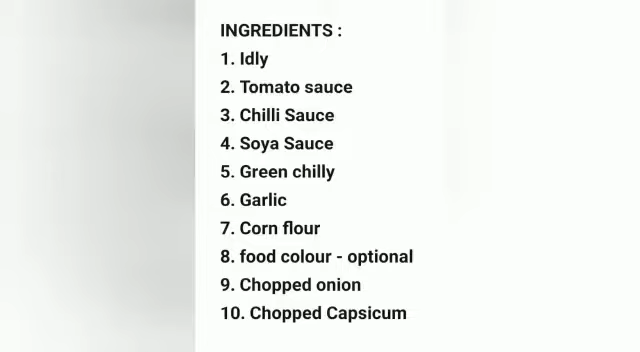 INGREDIENTS :
1. Idly
2. Tomato sauce
3. Chilli Sauce
4. Soya Sauce
5. Green chilly
6. Garlic
7. Corn flour
8. food colour - optional
9. Chopped onion
10. Chopped Capsicum